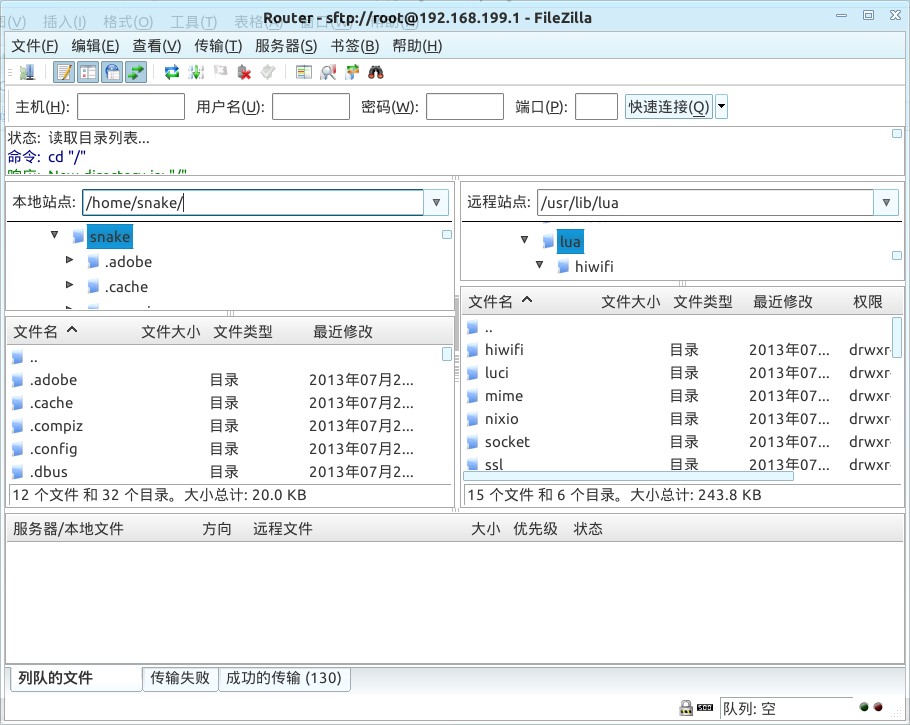 Router - sftp://root@192.168.199.1 - FileZilla
(V) 插入(I) 格式(O) 工具(T) 表格
文件(F) 编辑(E) 查看(V) 传输(T) 服务器(S) 书签(B) 帮助(H)
主机(H): 用户名(U): 密码(W): 端口(P): 快速连接(Q)
状态: 读取目录列表...
命令: cd "/"
响应: New directory is: "/"
本地站点: /home/snake/
snake
.adobe
.cache
文件名 文件大小 文件类型 最近修改
..
.adobe 目录 2013年07月2...
.cache 目录 2013年07月2...
.compiz 目录 2013年07月2...
.config 目录 2013年07月2...
.dbus 目录 2013年07月2...
12 个文件 和 32 个目录。大小总计: 20.0 KB
远程站点: /usr/lib/lua
lua
hiwifi
文件名 文件大小 文件类型 最近修改 权限
..
hiwifi 目录 2013年07... drwxr-
luci 目录 2013年07... drwxr-
mime 目录 2013年07... drwxr-
nixio 目录 2013年07... drwxr-
socket 目录 2013年07... drwxr-
ssl 目录 2013年07... drwxr-
15 个文件 和 6 个目录。大小总计: 243.8 KB
服务器/本地文件 方向 远程文件 大小 优先级 状态
列队的文件 传输失败 成功的传输 (130)
队列: 空